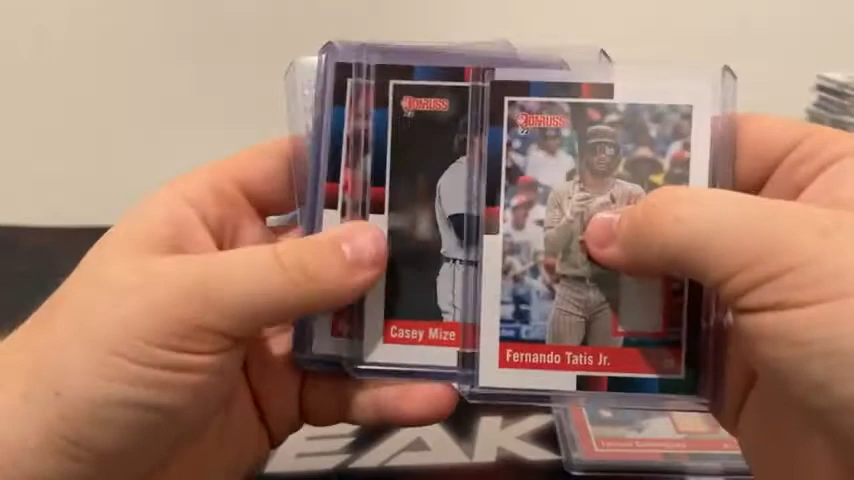 Donruss
Casey Mize
Donruss
Fernando Tatis Jr.
EAK